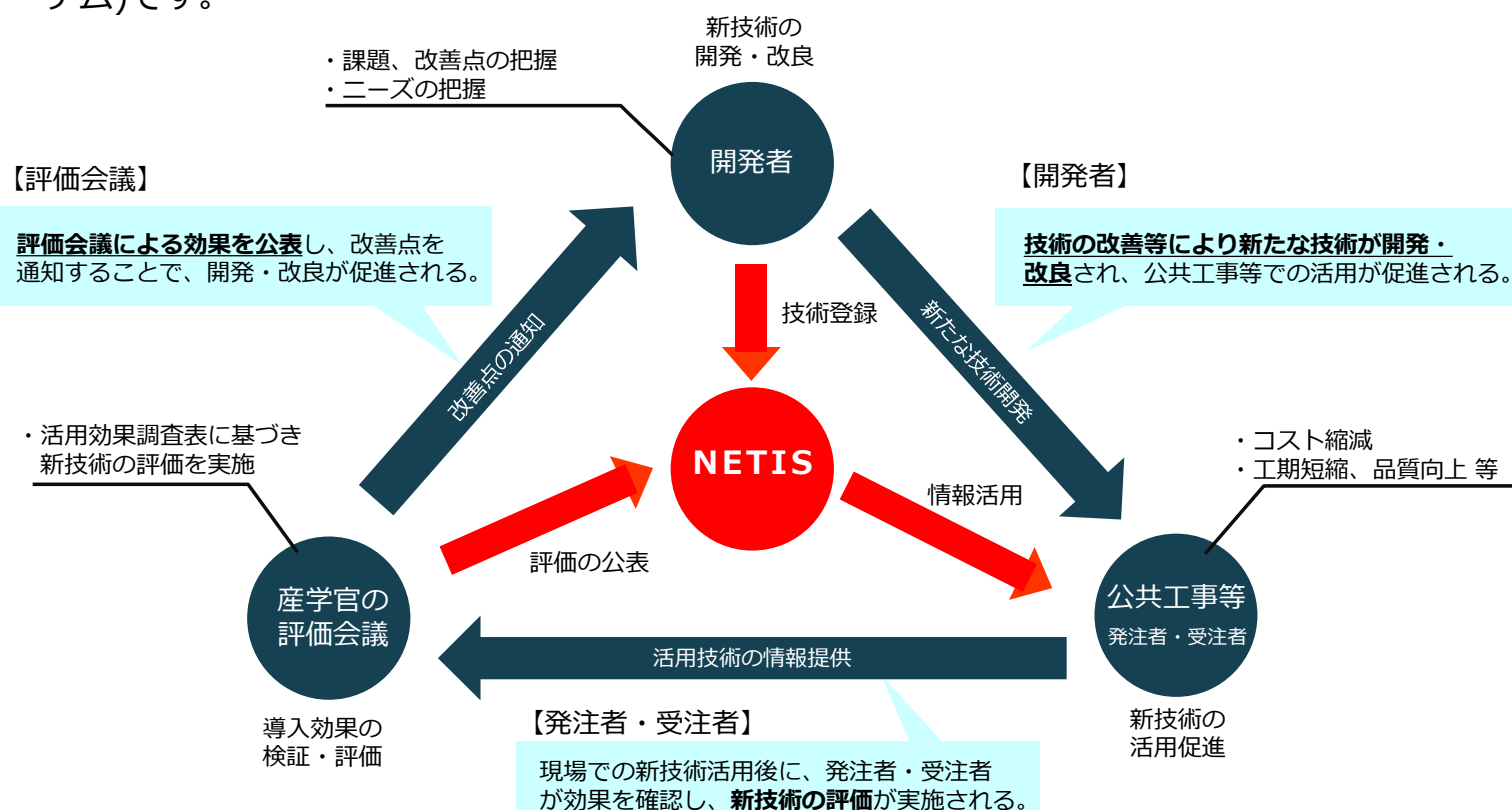 テム)です。
新技術の
開発・改良
・課題、改善点の把握
・ニーズの把握
開発者
【評価会議】
評価会議による効果を公表し、改善点を
通知することで、開発・改良が促進される。
【開発者】
技術の改善等により新たな技術が開発・
改良され、公共工事等での活用が促進される。
技術登録
改善点の通知
新たな技術開発
・活用効果調査表に基づき
新技術の評価を実施
NETIS
・コスト縮減
・工期短縮、品質向上 等
情報活用
評価の公表
産学官の
評価会議
公共工事等
発注者・受注者
活用技術の情報提供
導入効果の
検証・評価
【発注者・受注者】
新技術の
活用促進
現場での新技術活用後に、発注者・受注者
が効果を確認し、新技術の評価が実施される。